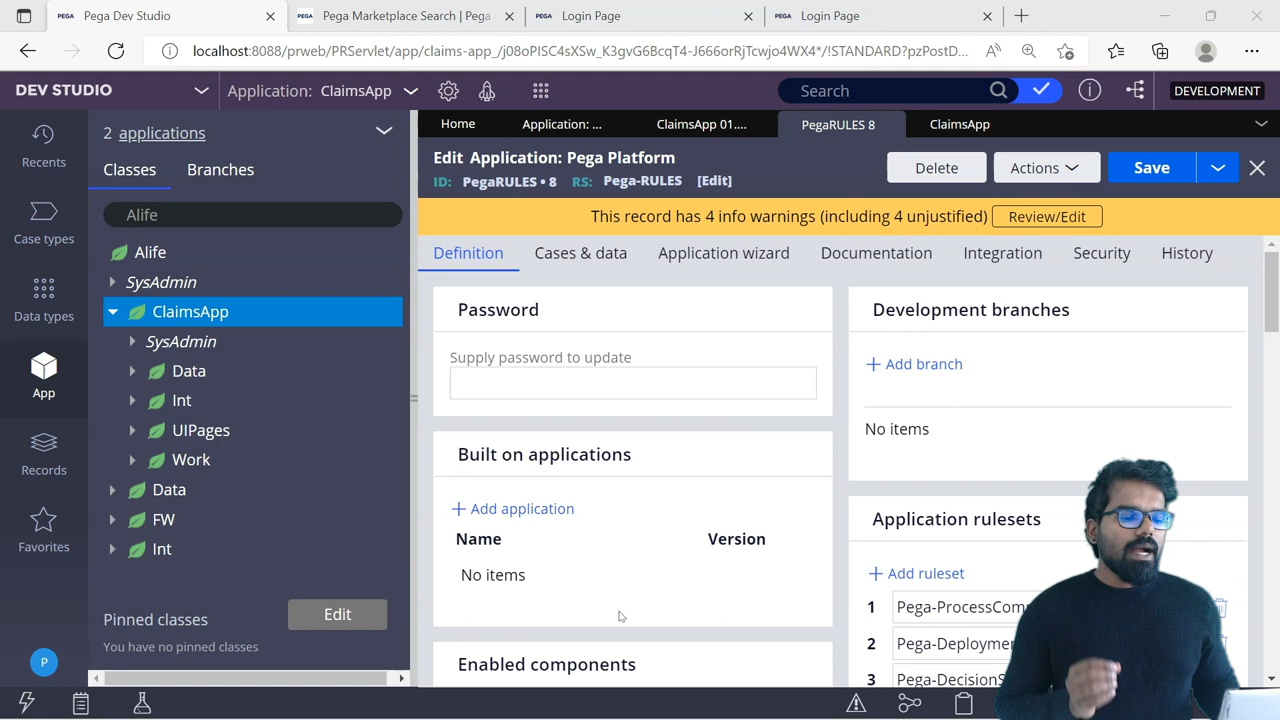 PEGA Pega Dev Studio
PEGA Pega Marketplace Search | Pega
PEGA Login Page
PEGA Login Page
localhost:8088/prweb/PRServlet/app/claims-app_/j08oPISC4sXSw_K3gvG6BcqT4-J666orRjTcwjo4WX4*/!STANDARD?pzPostD...
DEV STUDIO
Application: ClaimsApp
Search
DEVELOPMENT
Recents
Case types
Data types
App
Records
Favorites
P
2 applications
Classes
Branches
Alife
Alife
SysAdmin
ClaimsApp
SysAdmin
Data
Int
UIPages
Work
Data
FW
Int
Pinned classes
Edit
You have no pinned classes
Home
Application: ...
ClaimsApp 01....
PegaRULES 8
ClaimsApp
Edit Application: Pega Platform
ID: PegaRULES • 8 RS: Pega-RULES [Edit]
Delete
Actions
Save
This record has 4 info warnings (including 4 unjustified)
Review/Edit
Definition
Cases & data
Application wizard
Documentation
Integration
Security
History
Password
Supply password to update
Built on applications
+ Add application
Name Version
No items
Enabled components
Development branches
+ Add branch
No items
Application rulesets
+ Add ruleset
1 Pega-ProcessCom
2 Pega-Deploymen
3 Pega-DecisionS